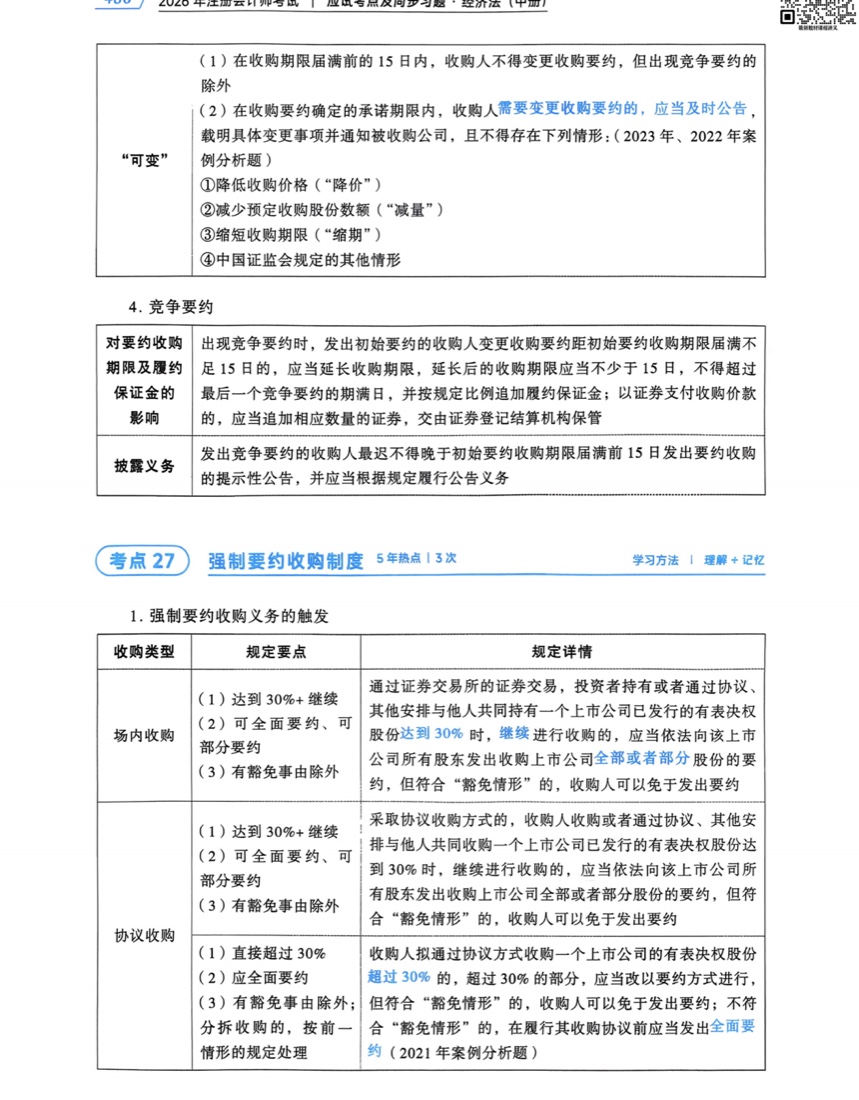 2026 年注册会计师考试 | 应试考点及同步习题·经济法（中册）
（1）在收购期限届满前的 15 日内，收购人不得变更收购要约，但出现竞争要约的
除外
（2）在收购要约确定的承诺期限内，收购人需要变更收购要约的，应当及时公告，
载明具体变更事项并通知被收购公司，且不得存在下列情形：（2023 年、2022 年案
“可变”
例分析题）
①降低收购价格（“降价”）
②减少预定收购股份数额（“减量”）
③缩短收购期限（“缩期”）
④中国证监会规定的其他情形
4. 竞争要约
对要约收购
期限及履约
保证金的
影响
出现竞争要约时，发出初始要约的收购人变更收购要约距初始要约收购期限届满不
足 15 日的，应当延长收购期限，延长后的收购期限应当不少于 15 日，不得超过
最后一个竞争要约的期满日，并按规定比例追加履约保证金；以证券支付收购价款
的，应当追加相应数量的证券，交由证券登记结算机构保管
披露义务
发出竞争要约的收购人最迟不得晚于初始要约收购期限届满前 15 日发出要约收购
的提示性公告，并应当根据规定履行公告义务
考点 27 强制要约收购制度 5 年热点 | 3 次 学习方法 | 理解 + 记忆
1. 强制要约收购义务的触发
收购类型 规定要点 规定详情
场内收购
（1）达到 30%+ 继续
（2）可全面要约、可
部分要约
（3）有豁免事由除外
通过证券交易所的证券交易，投资者持有或者通过协议、
其他安排与他人共同持有一个上市公司已发行的有表决权
股份达到 30% 时，继续进行收购的，应当依法向该上市
公司所有股东发出收购上市公司全部或者部分股份的要
约，但符合“豁免情形”的，收购人可以免于发出要约
协议收购
（1）达到 30%+ 继续
（2）可全面要约、可
部分要约
（3）有豁免事由除外
采取协议收购方式的，收购人收购或者通过协议、其他安
排与他人共同收购一个上市公司已发行的有表决权股份达
到 30% 时，继续进行收购的，应当依法向该上市公司所
有股东发出收购上市公司全部或者部分股份的要约，但符
合“豁免情形”的，收购人可以免于发出要约
（1）直接超过 30%
（2）应全面要约
（3）有豁免事由除外；
分拆收购的，按前一
情形的规定处理
收购人拟通过协议方式收购一个上市公司的有表决权股份
超过 30% 的，超过 30% 的部分，应当改以要约方式进行，
但符合“豁免情形”的，收购人可以免于发出要约；不符
合“豁免情形”的，在履行其收购协议前应当发出全面要
约（2021 年案例分析题）